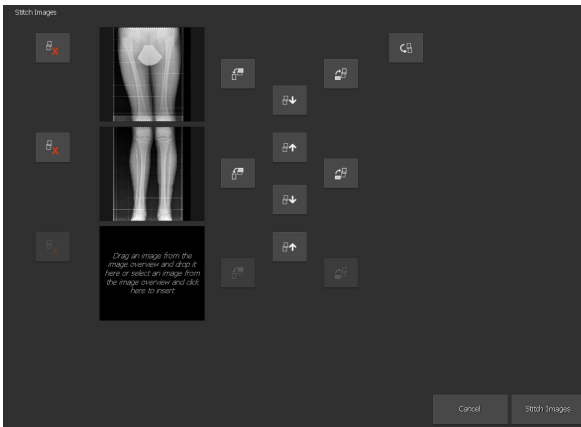 Stitch Images
Drag an image from the
image overview and drop it
here or select an image from
the image overview and click
here to insert
Cancel
Stitch Images